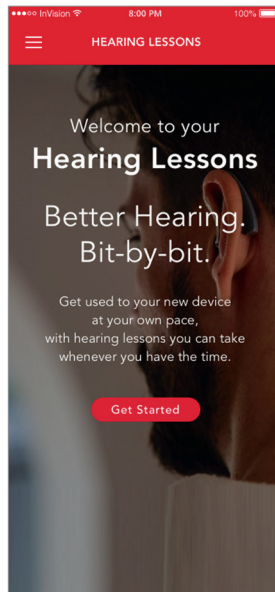 InVision 8:00 PM 100%
HEARING LESSONS
Welcome to your
Hearing Lessons
Better Hearing.
Bit-by-bit.
Get used to your new device
at your own pace,
with hearing lessons you can take
whenever you have the time.
Get Started